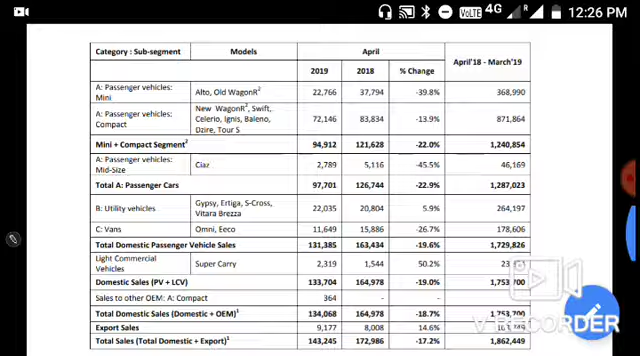 VoLTE 4G R 12:26 PM
Category : Sub-segment Models April April'18 - March'19
2019 2018 % Change
A: Passenger vehicles: Mini Alto, Old WagonR2 22,766 37,794 -39.8% 368,990
A: Passenger vehicles: Compact New WagonR2, Swift, Celerio, Ignis, Baleno, Dzire, Tour S 72,146 83,834 -13.9% 871,864
Mini + Compact Segment2 94,912 121,628 -22.0% 1,240,854
A: Passenger vehicles: Mid-Size Ciaz 2,789 5,116 -45.5% 46,169
Total A: Passenger Cars 97,701 126,744 -22.9% 1,287,023
B: Utility vehicles Gypsy, Ertiga, S-Cross, Vitara Brezza 22,035 20,804 5.9% 264,197
C: Vans Omni, Eeco 11,649 15,886 -26.7% 178,606
Total Domestic Passenger Vehicle Sales 131,385 163,434 -19.6% 1,729,826
Light Commercial Vehicles Super Carry 2,319 1,544 50.2%
Domestic Sales (PV + LCV) 133,704 164,978 -19.0% 1,753,700
Sales to other OEM: A: Compact 364 - - -
Total Domestic Sales (Domestic + OEM)1 134,068 164,978 -18.7% 1,753,700
Export Sales 9,177 8,008 14.6%
Total Sales (Total Domestic + Export)1 143,245 172,986 -17.2% 1,862,449
V RECORDER